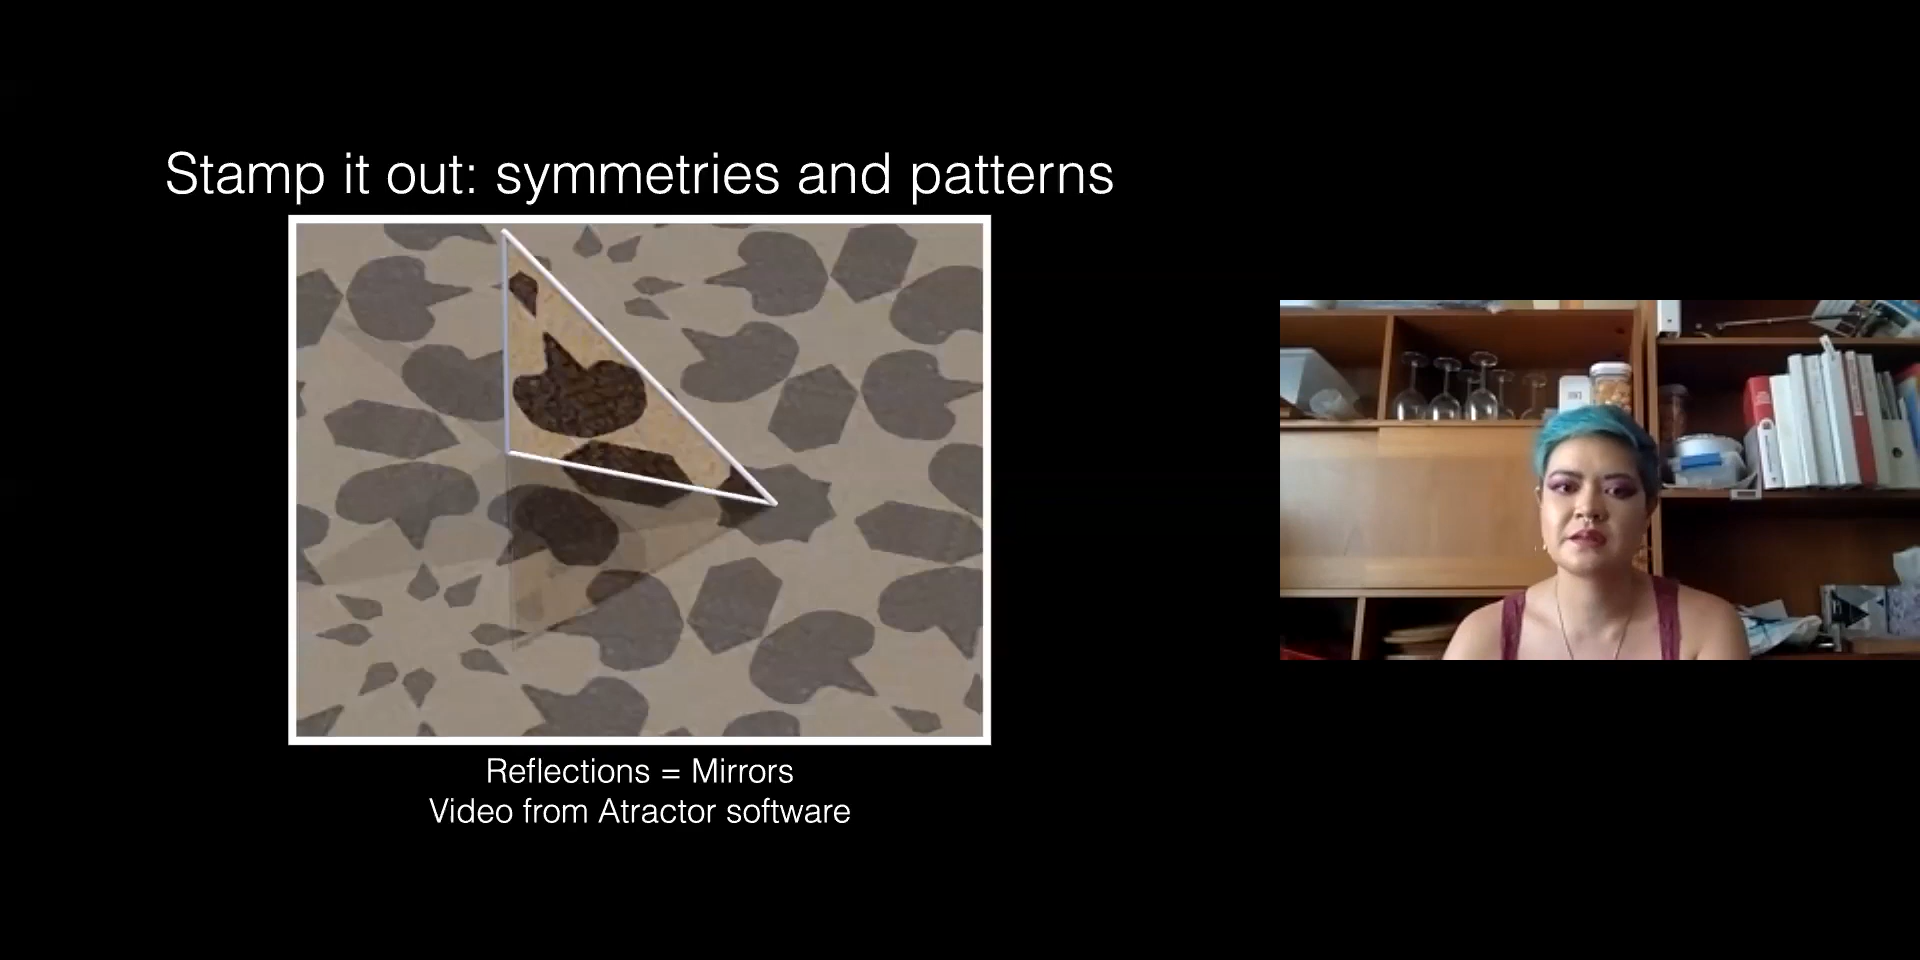 Stamp it out: symmetries and patterns
Reflections = Mirrors
Video from Atractor software